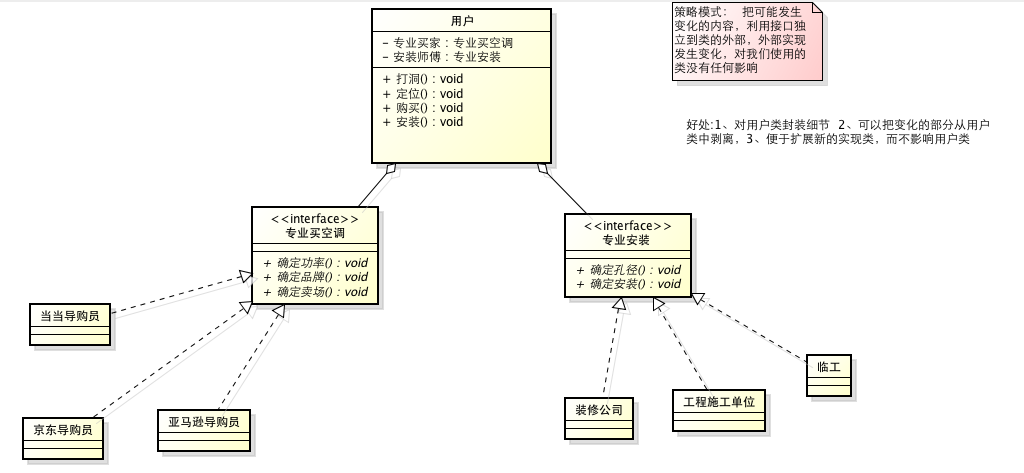 用户
- 专业买家 : 专业买空调
- 安装师傅 : 专业安装
+ 打洞() : void
+ 定位() : void
+ 购买() : void
+ 安装() : void
策略模式： 把可能发生
变化的内容，利用接口独
立到类的外部，外部实现
发生变化，对我们使用的
类没有任何影响
好处:1、对用户类封装细节 2、可以把变化的部分从用户
类中剥离，3、便于扩展新的实现类，而不影响用户类
<<interface>>
专业买空调
+ 确定功率() : void
+ 确定品牌() : void
+ 确定卖场() : void
<<interface>>
专业安装
+ 确定孔径() : void
+ 确定安装() : void
当当导购员
京东导购员
亚马逊导购员
装修公司
工程施工单位
临工